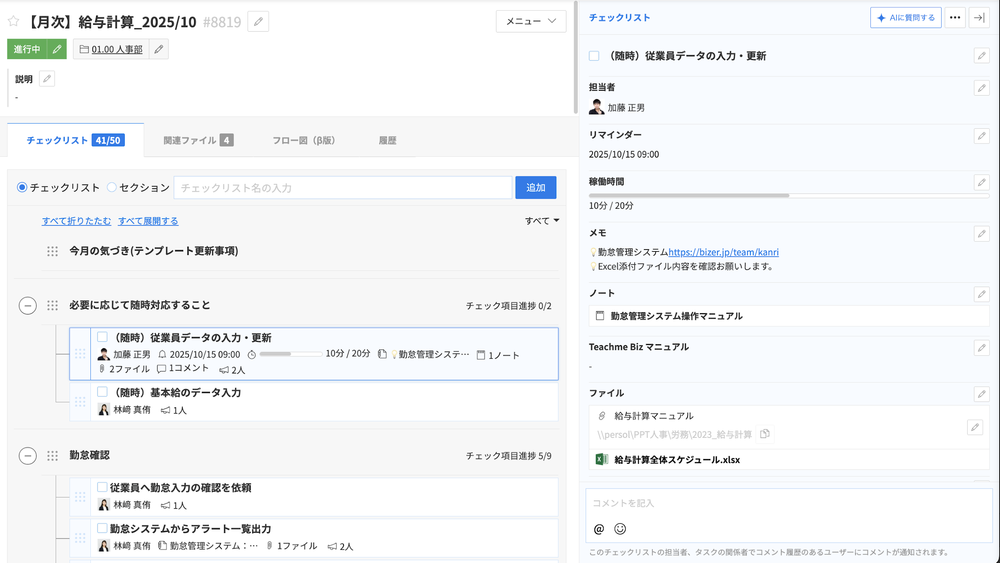 【月次】給与計算_2025/10 #8819
メニュー
進行中
01.00 人事部
説明
-
チェックリスト 41/50
関連ファイル 4
フロー図（β版）
履歴
チェックリスト セクション
チェックリスト名の入力
追加
すべて折りたたむ すべて展開する
すべて
今月の気づき(テンプレート更新事項)
必要に応じて随時対応すること
チェック項目進捗 0/2
（随時）従業員データの入力・更新
加藤 正男 2025/10/15 09:00 10分 / 20分 💡勤怠管理システ… 1ノート
2ファイル 1コメント 2人
（随時）基本給のデータ入力
林﨑 真侑 1人
勤怠確認
チェック項目進捗 5/9
従業員へ勤怠入力の確認を依頼
林﨑 真侑 1人
勤怠システムからアラート一覧出力
林﨑 真侑 勤怠管理システム：… 1ファイル 2人
チェックリスト
AIに質問する
（随時）従業員データの入力・更新
担当者
加藤 正男
リマインダー
2025/10/15 09:00
稼働時間
10分 / 20分
メモ
💡勤怠管理システムhttps://bizer.jp/team/kanri
💡Excel添付ファイル内容を確認お願いします。
ノート
勤怠管理システム操作マニュアル
Teachme Biz マニュアル
-
ファイル
給与計算マニュアル
\\persol\PPT人事\労務\2023_給与計算
給与計算全体スケジュール.xlsx
コメントを記入
@
このチェックリストの担当者、タスクの関係者でコメント履歴のあるユーザーにコメントが通知されます。